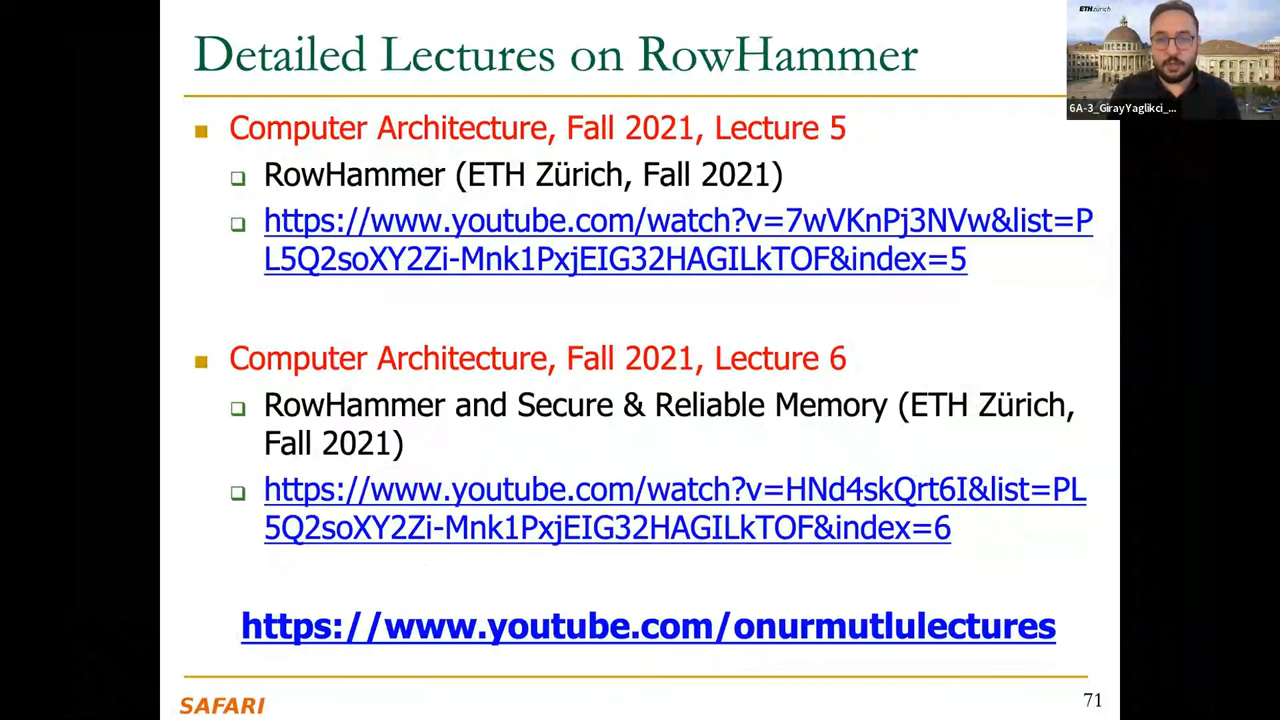 Detailed Lectures on RowHammer
ETH zürich
6A-3_GirayYaglikci_...
Computer Architecture, Fall 2021, Lecture 5
RowHammer (ETH Zürich, Fall 2021)
https://www.youtube.com/watch?v=7wVKnPj3NVw&list=P
L5Q2soXY2Zi-Mnk1PxjEIG32HAGILkTOF&index=5
Computer Architecture, Fall 2021, Lecture 6
RowHammer and Secure & Reliable Memory (ETH Zürich,
Fall 2021)
https://www.youtube.com/watch?v=HNd4skQrt6I&list=PL
5Q2soXY2Zi-Mnk1PxjEIG32HAGILkTOF&index=6
https://www.youtube.com/onurmutlulectures
SAFARI
71